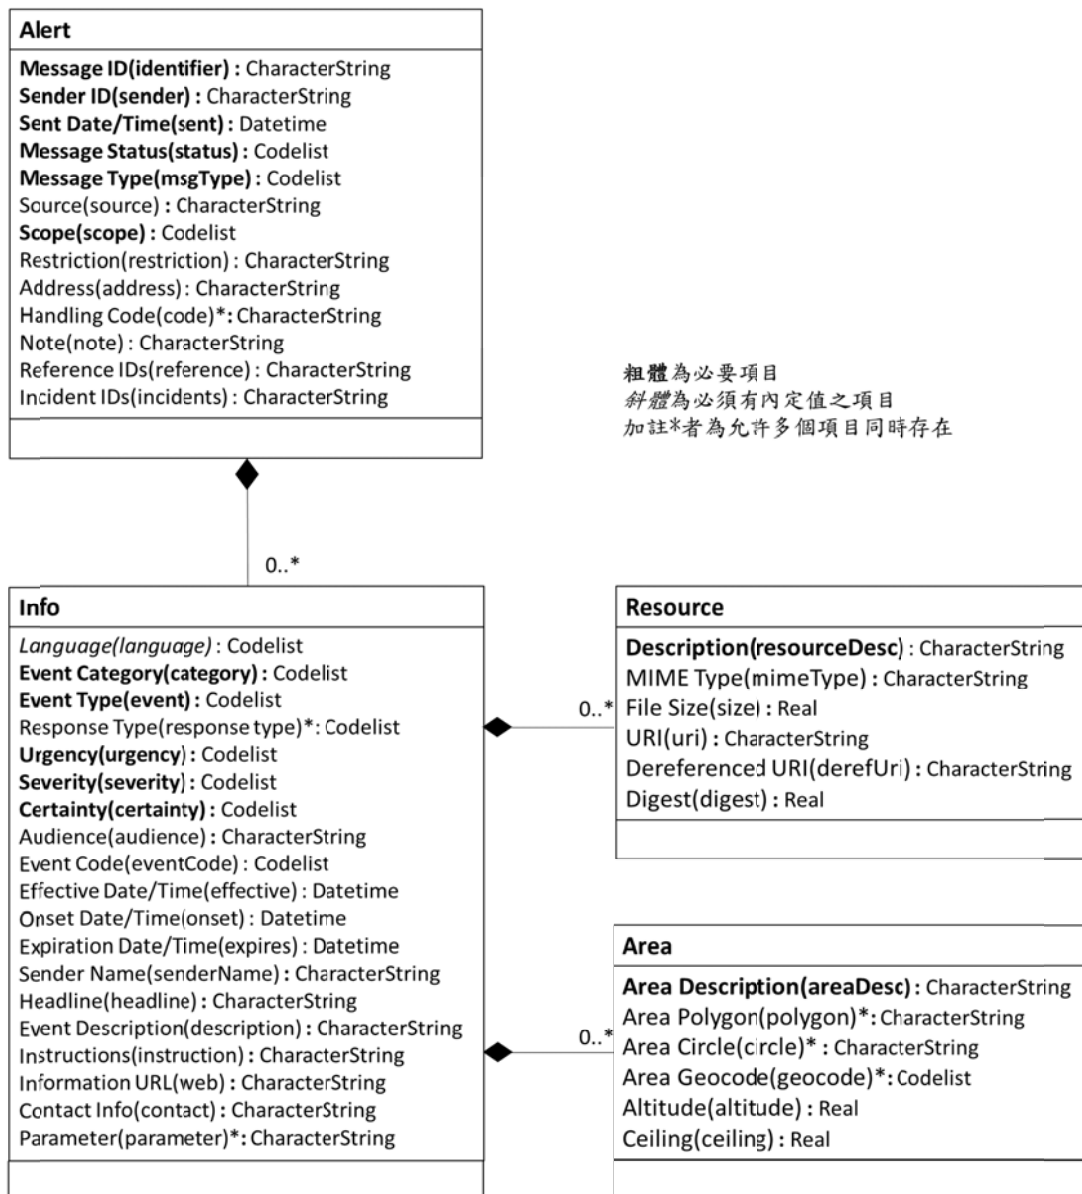 Alert
Message ID(identifier) : CharacterString
Sender ID(sender) : CharacterString
Sent Date/Time(sent) : Datetime
Message Status(status) : Codelist
Message Type(msgType) : Codelist
Source(source) : CharacterString
Scope(scope) : Codelist
Restriction(restriction) : CharacterString
Address(address) : CharacterString
Handling Code(code)* : CharacterString
Note(note) : CharacterString
Reference IDs(reference) : CharacterString
Incident IDs(incidents) : CharacterString
粗體為必要項目
斜體為必須有內定值之項目
加註*者為允許多個項目同時存在
0..*
Info
Language(language) : Codelist
Event Category(category) : Codelist
Event Type(event) : Codelist
Response Type(response type)* : Codelist
Urgency(urgency) : Codelist
Severity(severity) : Codelist
Certainty(certainty) : Codelist
Audience(audience) : CharacterString
Event Code(eventCode) : Codelist
Effective Date/Time(effective) : Datetime
Onset Date/Time(onset) : Datetime
Expiration Date/Time(expires) : Datetime
Sender Name(senderName) : CharacterString
Headline(headline) : CharacterString
Event Description(description) : CharacterString
Instructions(instruction) : CharacterString
Information URL(web) : CharacterString
Contact Info(contact) : CharacterString
Parameter(parameter)* : CharacterString
0..*
Resource
Description(resourceDesc) : CharacterString
MIME Type(mimeType) : CharacterString
File Size(size) : Real
URI(uri) : CharacterString
Dereferenced URI(derefUri) : CharacterString
Digest(digest) : Real
0..*
Area
Area Description(areaDesc) : CharacterString
Area Polygon(polygon)* : CharacterString
Area Circle(circle)* : CharacterString
Area Geocode(geocode)* : Codelist
Altitude(altitude) : Real
Ceiling(ceiling) : Real